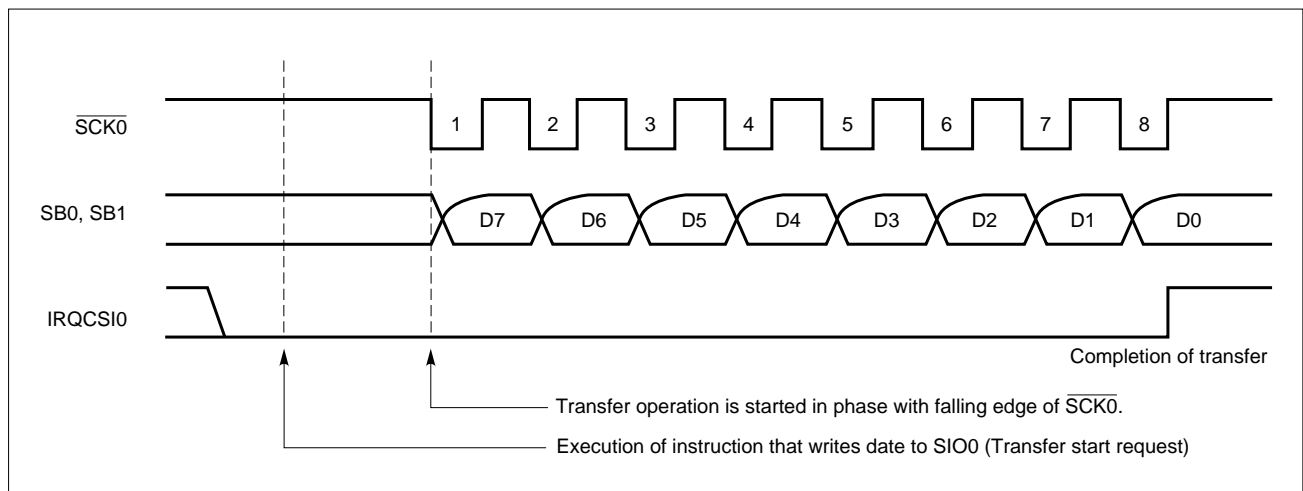 SCK0
1 2 3 4 5 6 7 8
SB0, SB1
D7 D6 D5 D4 D3 D2 D1 D0
IRQCSI0
Completion of transfer
Transfer operation is started in phase with falling edge of SCK0.
Execution of instruction that writes date to SIO0 (Transfer start request)